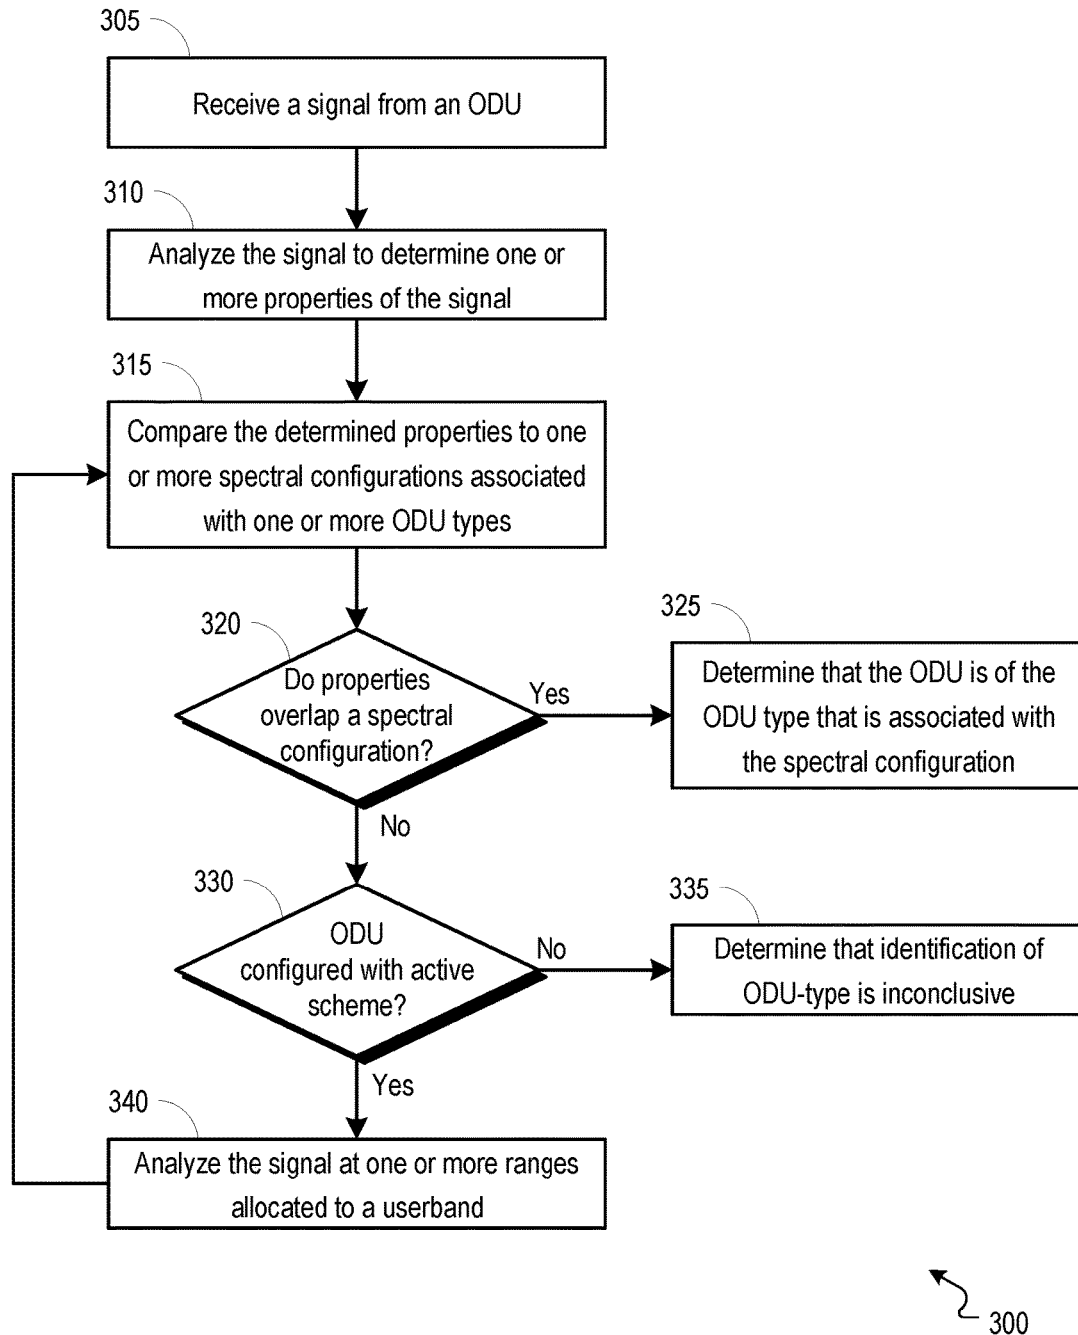 305
Receive a signal from an ODU
310
Analyze the signal to determine one or
more properties of the signal
315
Compare the determined properties to one
or more spectral configurations associated
with one or more ODU types
320
Do properties
overlap a spectral
configuration?
Yes
325
Determine that the ODU is of the
ODU type that is associated with
the spectral configuration
No
330
ODU
configured with active
scheme?
No
335
Determine that identification of
ODU-type is inconclusive
Yes
340
Analyze the signal at one or more ranges
allocated to a userband
300